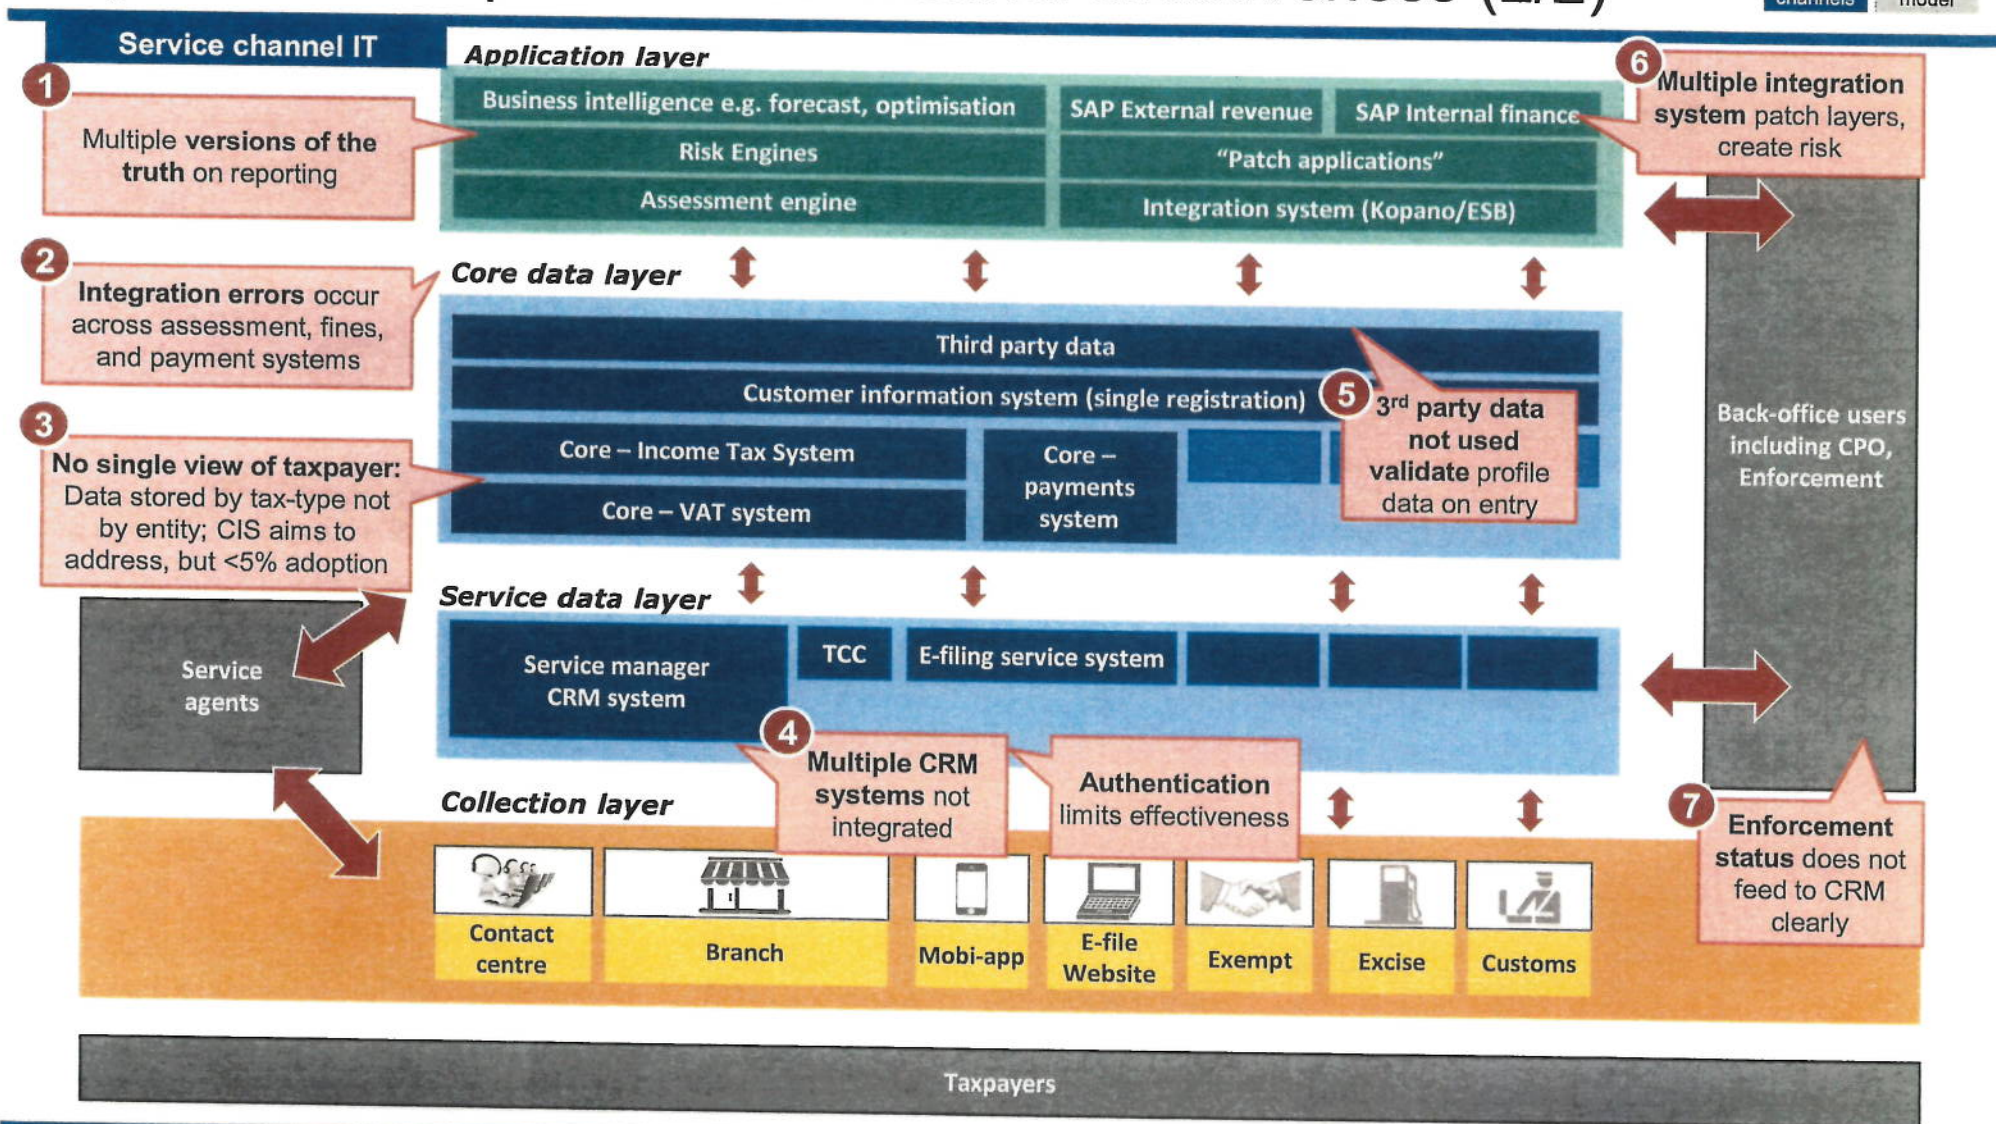 (2/2)
channels
model
Service channel IT
Application layer
1
Multiple versions of the
truth on reporting
Business intelligence e.g. forecast, optimisation
Risk Engines
Assessment engine
SAP External revenue
SAP Internal finance
"Patch applications"
Integration system (Kopano/ESB)
6
Multiple integration
system patch layers,
create risk
2
Integration errors occur
across assessment, fines,
and payment systems
Core data layer
Third party data
Customer information system (single registration)
Core – Income Tax System
Core – VAT system
Core –
payments
system
5
3rd party data
not used
validate profile
data on entry
3
No single view of taxpayer:
Data stored by tax-type not
by entity; CIS aims to
address, but <5% adoption
Back-office users
including CPO,
Enforcement
Service
agents
Service data layer
Service manager
CRM system
TCC
E-filing service system
4
Multiple CRM
systems not
integrated
Authentication
limits effectiveness
7
Enforcement
status does not
feed to CRM
clearly
Collection layer
Contact
centre
Branch
Mobi-app
E-file
Website
Exempt
Excise
Customs
Taxpayers